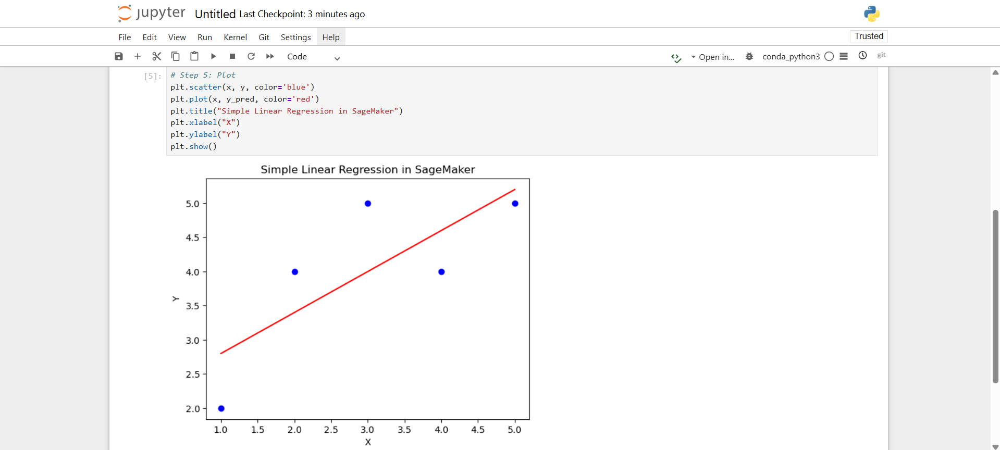 jupyter Untitled Last Checkpoint: 3 minutes ago
File Edit View Run Kernel Git Settings Help Trusted
Code Open in... conda_python3 git
[5]: # Step 5: Plot
plt.scatter(x, y, color='blue')
plt.plot(x, y_pred, color='red')
plt.title("Simple Linear Regression in SageMaker")
plt.xlabel("X")
plt.ylabel("Y")
plt.show()
Simple Linear Regression in SageMaker
5.0
4.5
4.0
Y
3.5
3.0
2.5
2.0
1.0 1.5 2.0 2.5 3.0 3.5 4.0 4.5 5.0
X